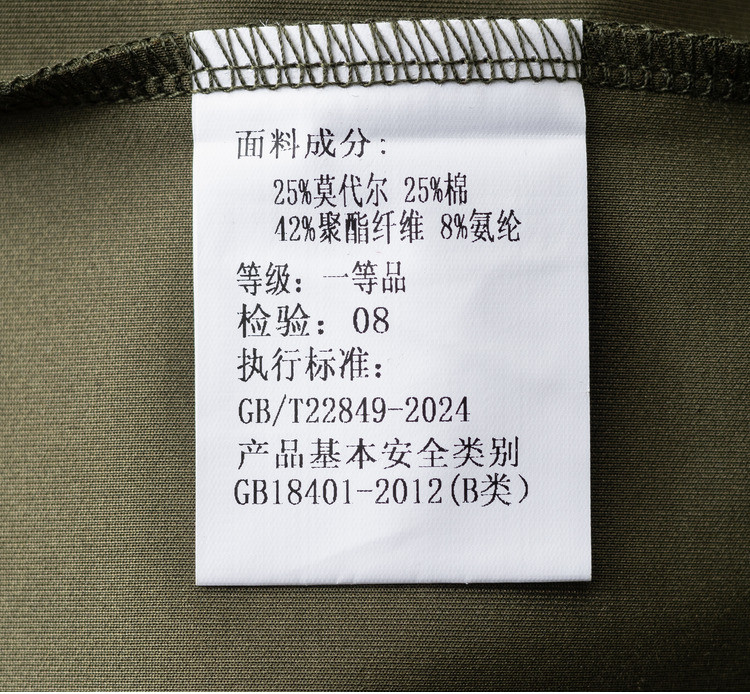 面料成分:
25%莫代尔 25%棉
42%聚酯纤维 8%氨纶
等级: 一等品
检验: 08
执行标准:
GB/T22849-2024
产品基本安全类别
GB18401-2012(B类)